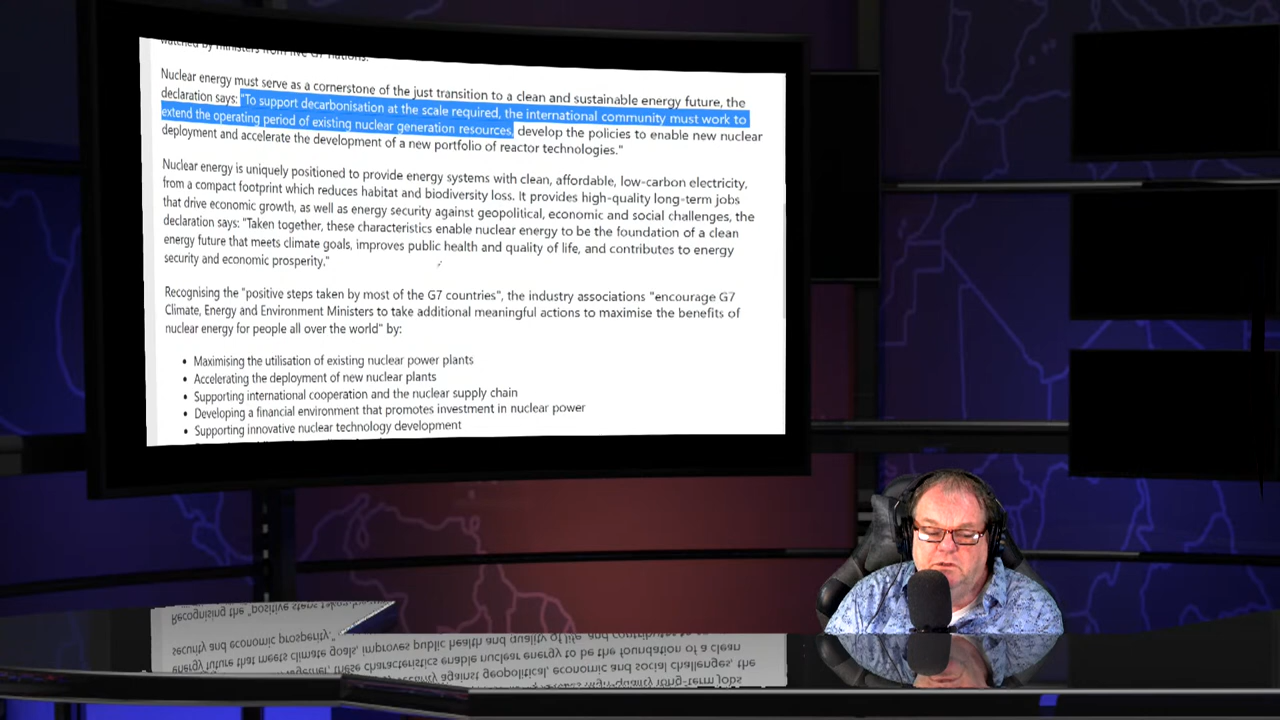 watched by ministers from five G7 nations.
Nuclear energy must serve as a cornerstone of the just transition to a clean and sustainable energy future, the
declaration says: "To support decarbonisation at the scale required, the international community must work to
extend the operating period of existing nuclear generation resources, develop the policies to enable new nuclear
deployment and accelerate the development of a new portfolio of reactor technologies."
Nuclear energy is uniquely positioned to provide energy systems with clean, affordable, low-carbon electricity,
from a compact footprint which reduces habitat and biodiversity loss. It provides high-quality long-term jobs
that drive economic growth, as well as energy security against geopolitical, economic and social challenges, the
declaration says: "Taken together, these characteristics enable nuclear energy to be the foundation of a clean
energy future that meets climate goals, improves public health and quality of life, and contributes to energy
security and economic prosperity."
Recognising the "positive steps taken by most of the G7 countries", the industry associations "encourage G7
Climate, Energy and Environment Ministers to take additional meaningful actions to maximise the benefits of
nuclear energy for people all over the world" by:
• Maximising the utilisation of existing nuclear power plants
• Accelerating the deployment of new nuclear plants
• Supporting international cooperation and the nuclear supply chain
• Developing a financial environment that promotes investment in nuclear power
• Supporting innovative nuclear technology development